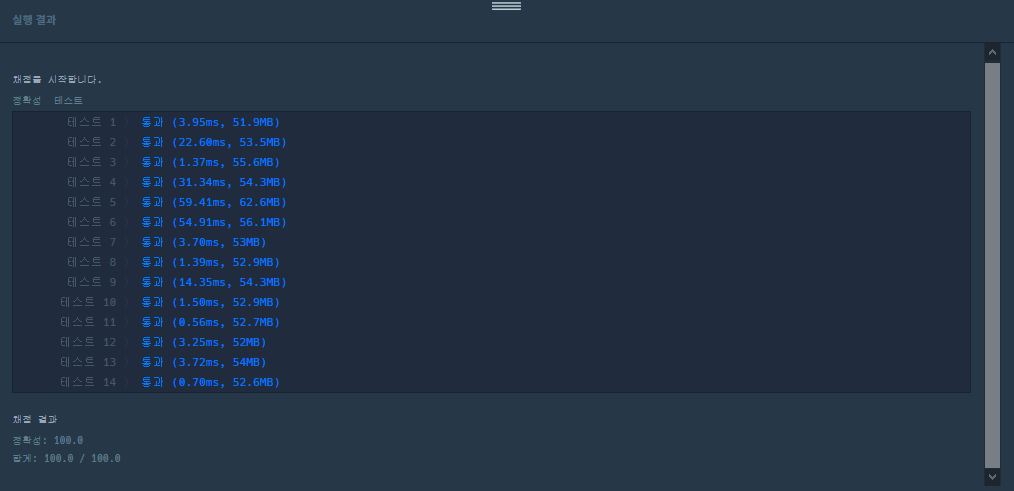 실행 결과
채점을 시작합니다.
정확성 테스트
테스트 1 〉 통과 (3.95ms, 51.9MB)
테스트 2 〉 통과 (22.60ms, 53.5MB)
테스트 3 〉 통과 (1.37ms, 55.6MB)
테스트 4 〉 통과 (31.34ms, 54.3MB)
테스트 5 〉 통과 (59.41ms, 62.6MB)
테스트 6 〉 통과 (54.91ms, 56.1MB)
테스트 7 〉 통과 (3.70ms, 53MB)
테스트 8 〉 통과 (1.39ms, 52.9MB)
테스트 9 〉 통과 (14.35ms, 54.3MB)
테스트 10 〉 통과 (1.50ms, 52.9MB)
테스트 11 〉 통과 (0.56ms, 52.7MB)
테스트 12 〉 통과 (3.25ms, 52MB)
테스트 13 〉 통과 (3.72ms, 54MB)
테스트 14 〉 통과 (0.70ms, 52.6MB)
채점 결과
정확성: 100.0
합계: 100.0 / 100.0